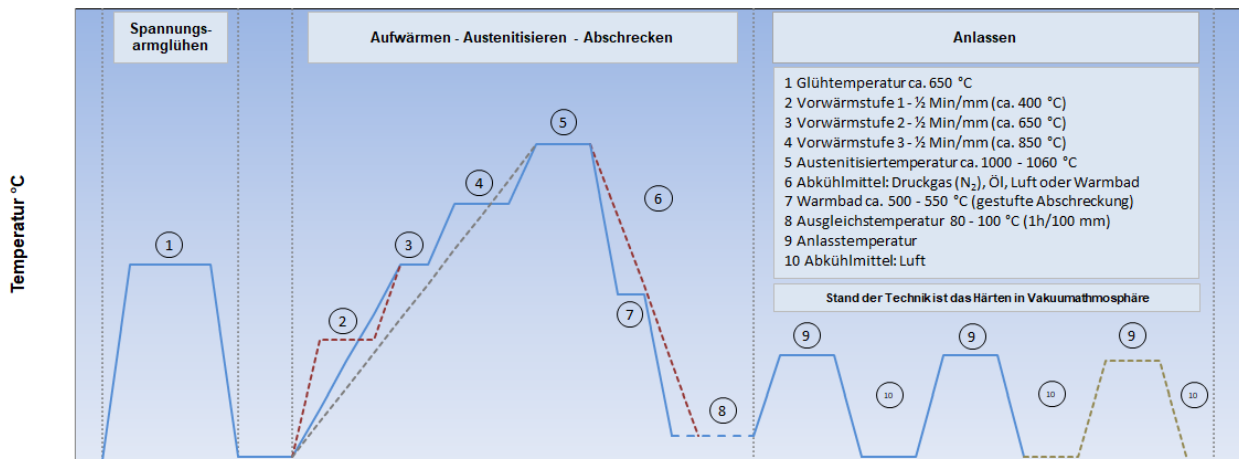 Spannungs-
armglühen
Aufwärmen - Austenitisieren - Abschrecken
Anlassen
1 Glühtemperatur ca. 650 °C
2 Vorwärmstufe 1 - ½ Min/mm (ca. 400 °C)
3 Vorwärmstufe 2 - ½ Min/mm (ca. 650 °C)
4 Vorwärmstufe 3 - ½ Min/mm (ca. 850 °C)
5 Austenitisiertemperatur ca. 1000 - 1060 °C
6 Abkühlmittel: Druckgas (N₂), Öl, Luft oder Warmbad
7 Warmbad ca. 500 - 550 °C (gestufte Abschreckung)
8 Ausgleichstemperatur 80 - 100 °C (1h/100 mm)
9 Anlasstemperatur
10 Abkühlmittel: Luft
Stand der Technik ist das Härten in Vakuumathmosphäre
Temperatur °C
1
2
3
4
5
6
7
8
9
10
9
10
9
10